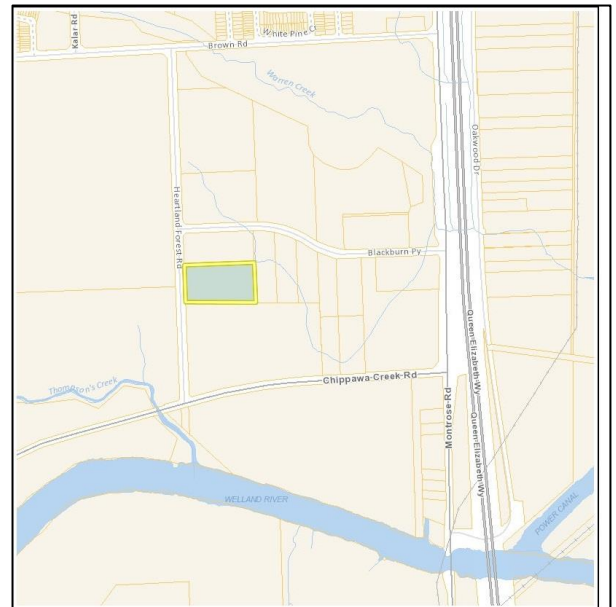 Kalar Rd
White Pine Cr
Brown Rd
Warren Creek
Oakwood Dr
Heartland Forest Rd
Blackburn Py
Queen Elizabeth Wy
Chippawa Creek Rd
Thompson's Creek
Montrose Rd
Queen Elizabeth Wy
WELLAND RIVER
POWER CANAL